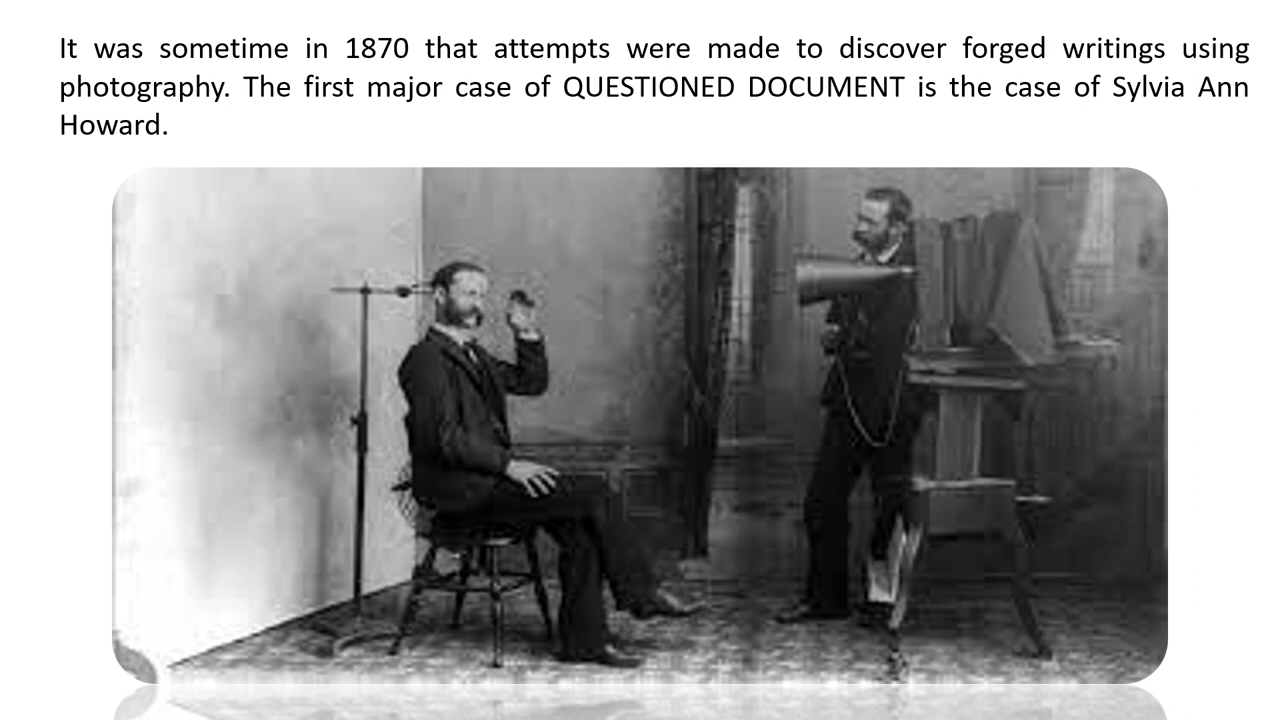 It was sometime in 1870 that attempts were made to discover forged writings using
photography. The first major case of QUESTIONED DOCUMENT is the case of Sylvia Ann
Howard.